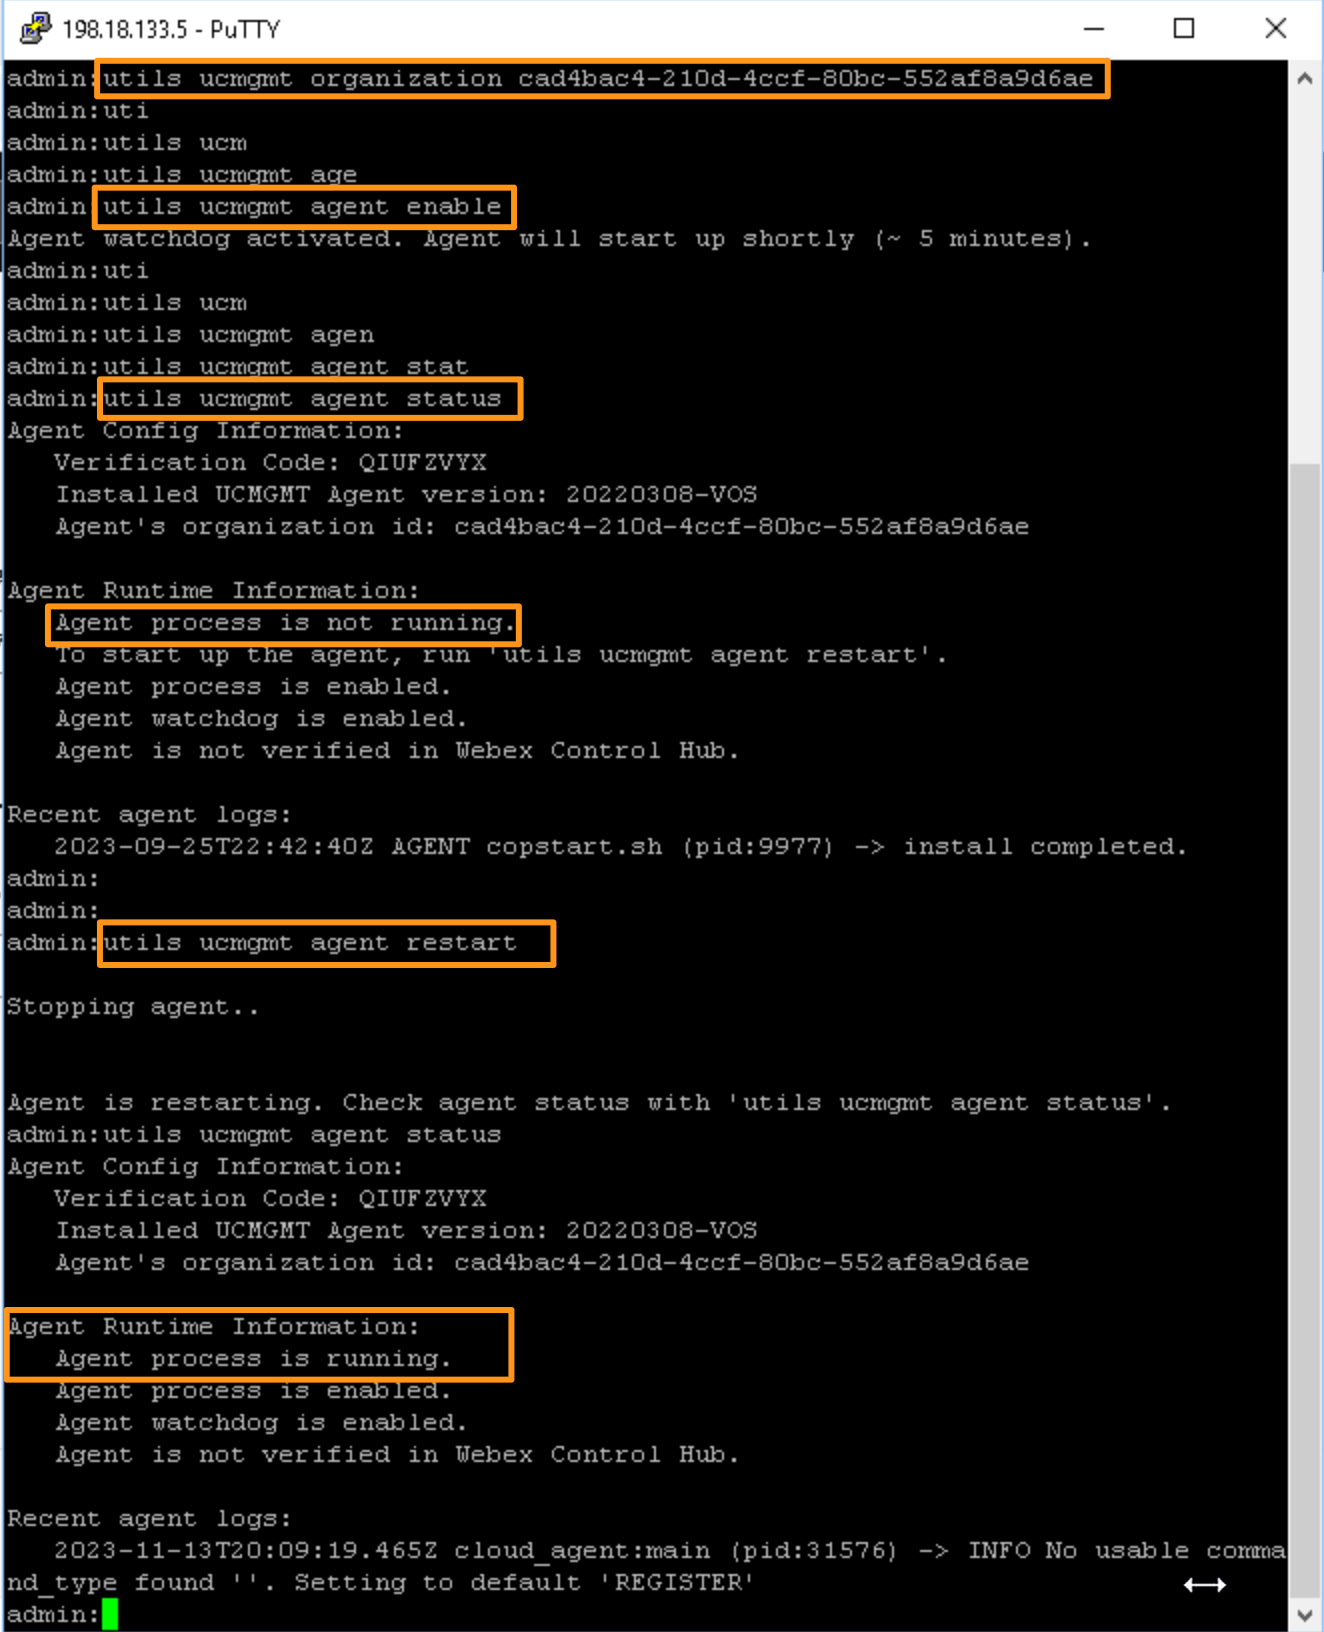 198.18.133.5 - PuTTY
admin:utils ucmgmt organization cad4bac4-210d-4ccf-80bc-552af8a9d6ae
admin:uti
admin:utils ucm
admin:utils ucmgmt age
admin:utils ucmgmt agent enable
Agent watchdog activated. Agent will start up shortly (~ 5 minutes).
admin:uti
admin:utils ucm
admin:utils ucmgmt agen
admin:utils ucmgmt agent stat
admin:utils ucmgmt agent status
Agent Config Information:
Verification Code: QIUFZVYX
Installed UCMGMT Agent version: 20220308-VOS
Agent's organization id: cad4bac4-210d-4ccf-80bc-552af8a9d6ae
Agent Runtime Information:
Agent process is not running.
To start up the agent, run 'utils ucmgmt agent restart'.
Agent process is enabled.
Agent watchdog is enabled.
Agent is not verified in Webex Control Hub.
Recent agent logs:
2023-09-25T22:42:40Z AGENT copstart.sh (pid:9977) -> install completed.
admin:
admin:
admin:utils ucmgmt agent restart
Stopping agent..
Agent is restarting. Check agent status with 'utils ucmgmt agent status'.
admin:utils ucmgmt agent status
Agent Config Information:
Verification Code: QIUFZVYX
Installed UCMGMT Agent version: 20220308-VOS
Agent's organization id: cad4bac4-210d-4ccf-80bc-552af8a9d6ae
Agent Runtime Information:
Agent process is running.
Agent process is enabled.
Agent watchdog is enabled.
Agent is not verified in Webex Control Hub.
Recent agent logs:
2023-11-13T20:09:19.465Z cloud_agent:main (pid:31576) -> INFO No usable comma
nd_type found ''. Setting to default 'REGISTER'
admin: